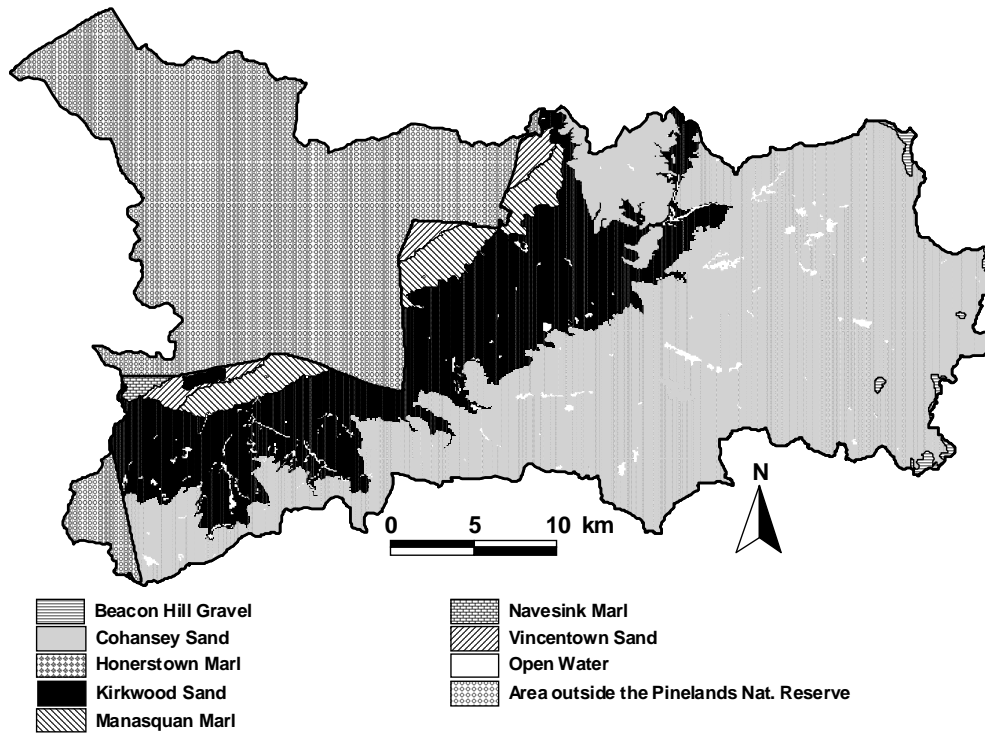 N
0 5 10 km
Beacon Hill Gravel
Cohansey Sand
Honerstown Marl
Kirkwood Sand
Manasquan Marl
Navesink Marl
Vincentown Sand
Open Water
Area outside the Pinelands Nat. Reserve